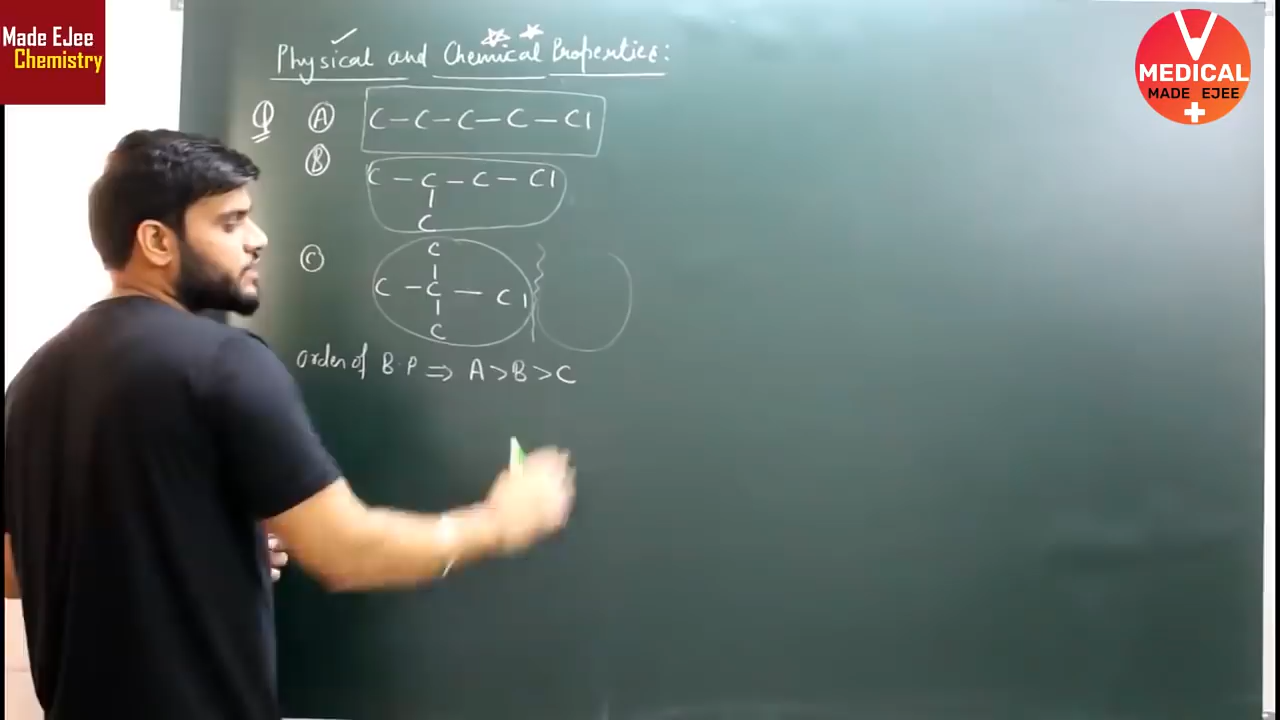 Made EJee
Chemistry
MEDICAL
MADE EJEE
Physical and Chemical Properties:
Q A C-C-C-C-Cl
B C-C-C-Cl
|
C
C
C |
C-C-Cl
|
C
Order of B.P ⇒ A>B>C